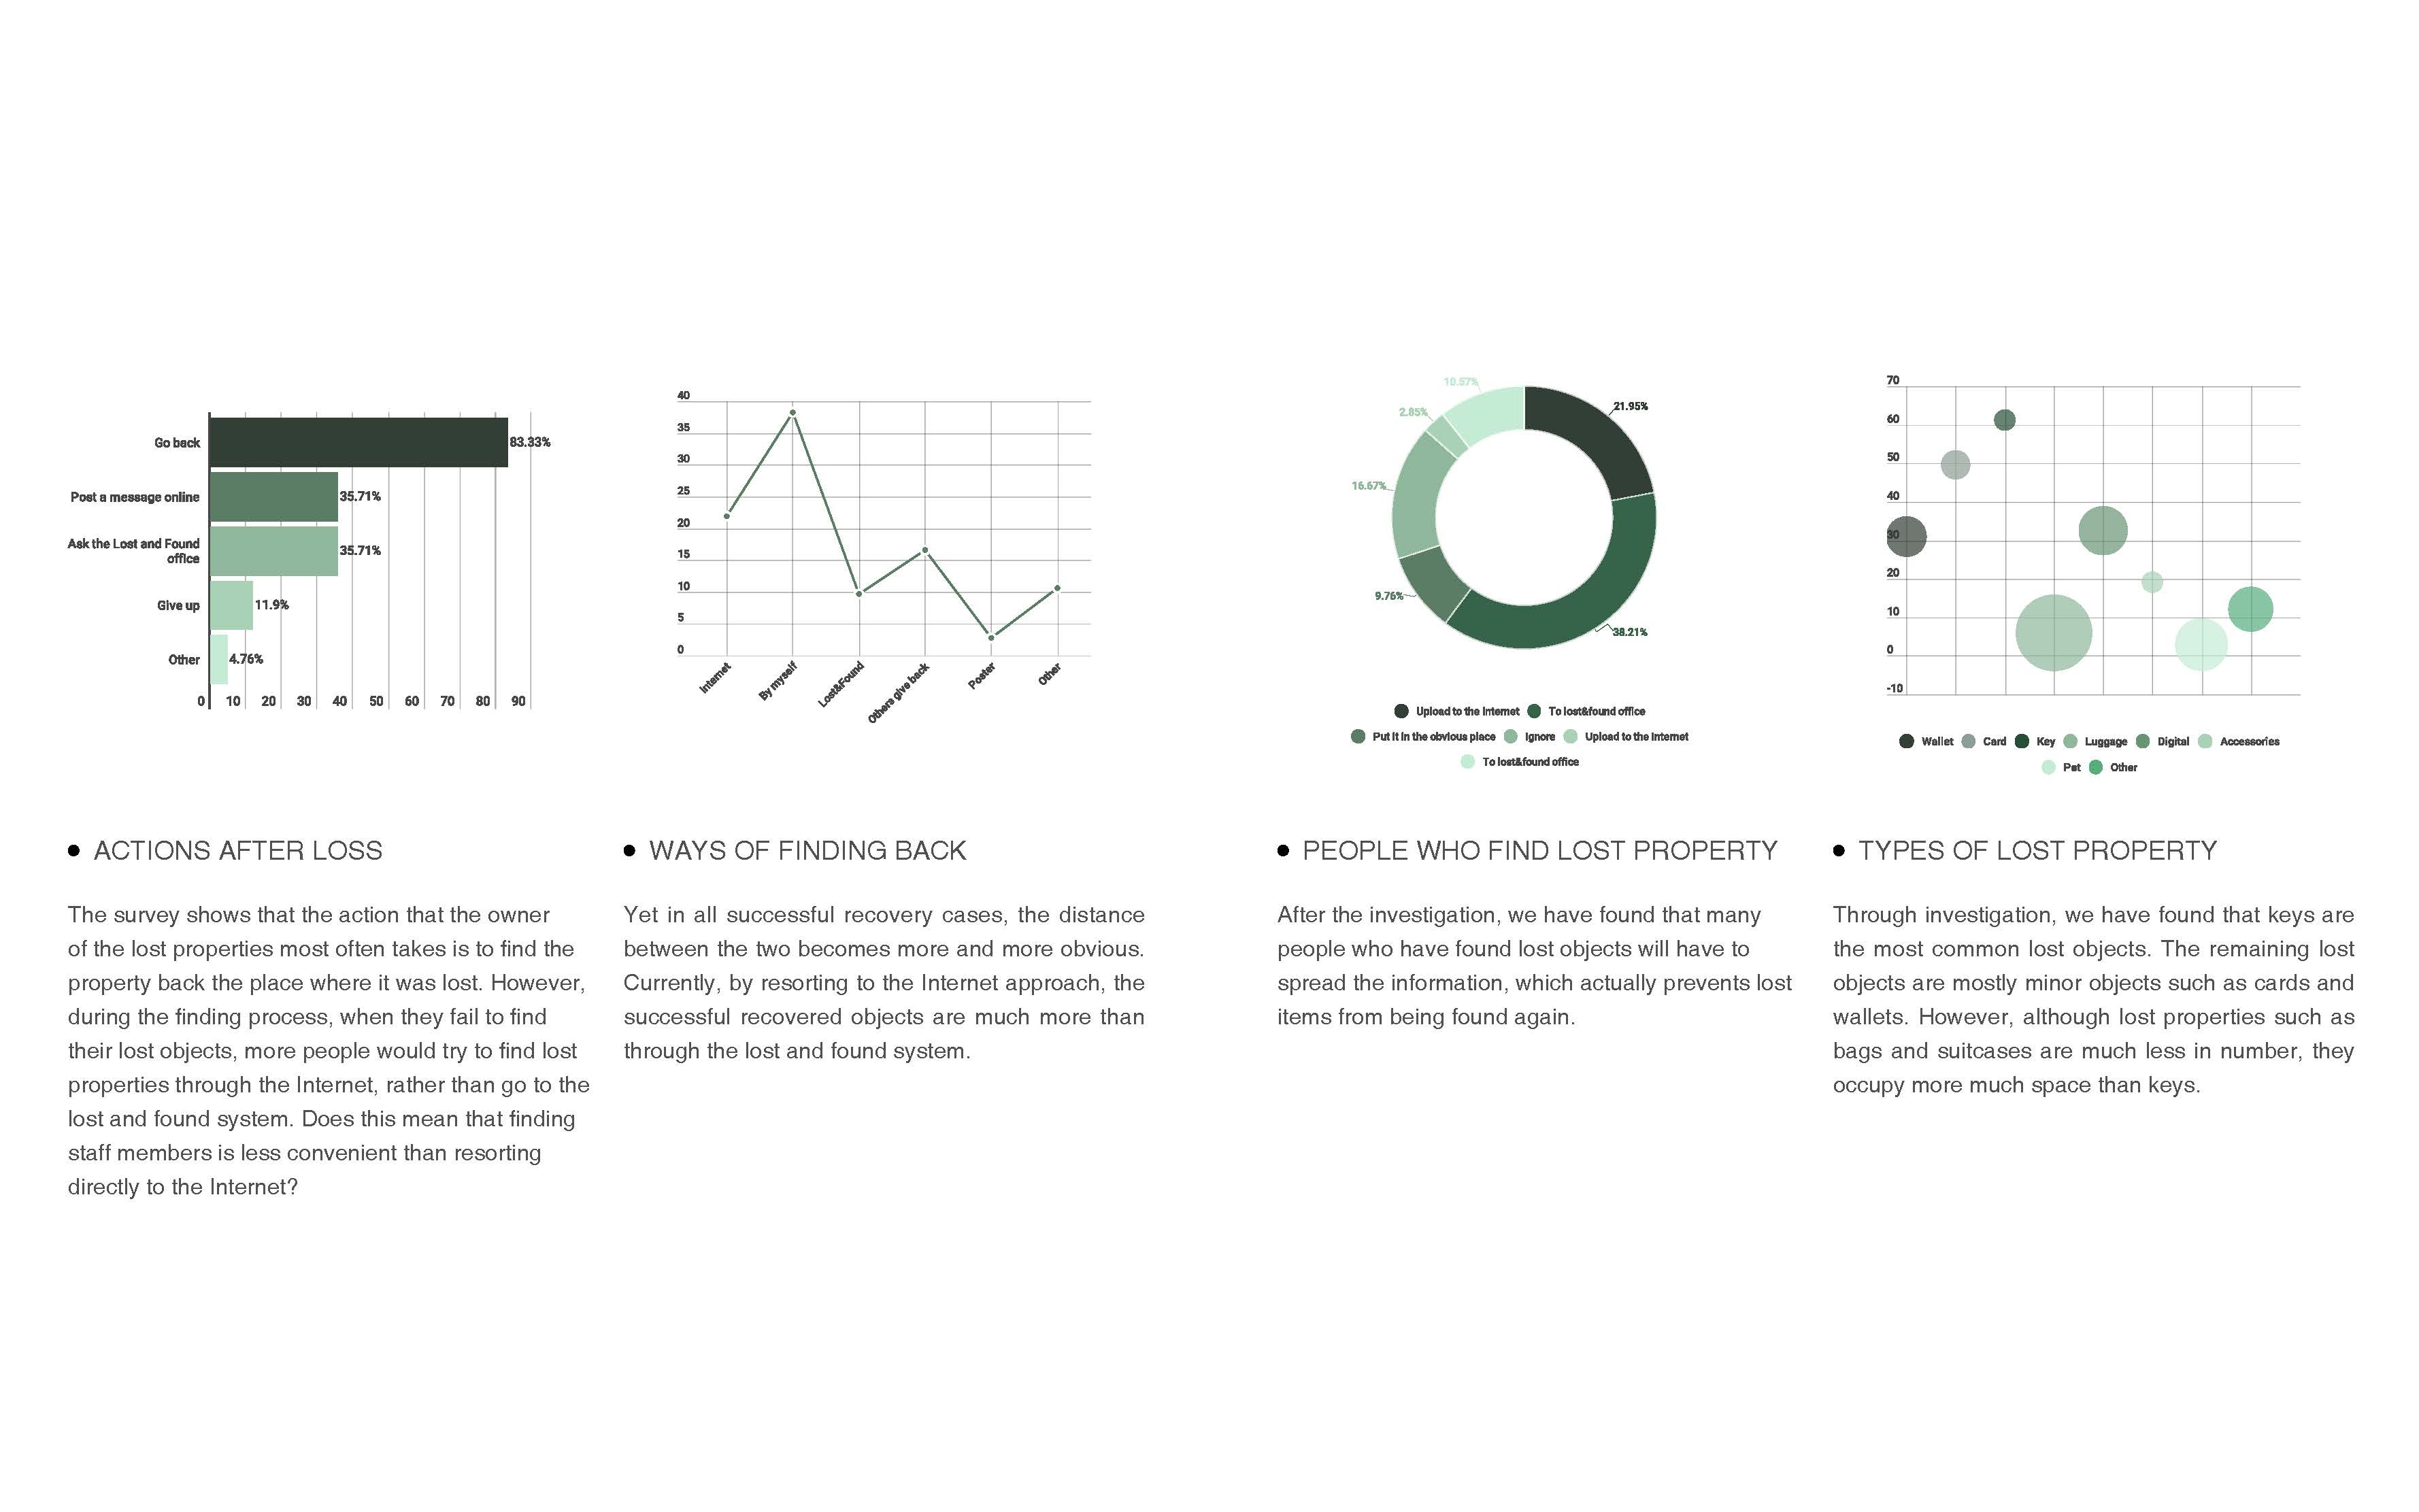 Go back
83.33%
Post a message online
35.71%
Ask the Lost and Found
office
35.71%
Give up
11.9%
Other
4.76%
0 10 20 30 40 50 60 70 80 90
40
35
30
25
20
15
10
5
0
Internet
By myself
Lost&Found
Others give back
Poster
Other
10.57%
2.85%
16.67%
9.76%
21.95%
38.21%
Upload to the Internet To lost&found office
Put it in the obvious place Ignore Upload to the Internet
To lost&found office
70
60
50
40
30
20
10
0
-10
Wallet Card Key Luggage Digital Accessories
Pet Other
• ACTIONS AFTER LOSS
The survey shows that the action that the owner
of the lost properties most often takes is to find the
property back the place where it was lost. However,
during the finding process, when they fail to find
their lost objects, more people would try to find lost
properties through the Internet, rather than go to the
lost and found system. Does this mean that finding
staff members is less convenient than resorting
directly to the Internet?
• WAYS OF FINDING BACK
Yet in all successful recovery cases, the distance
between the two becomes more and more obvious.
Currently, by resorting to the Internet approach, the
successful recovered objects are much more than
through the lost and found system.
• PEOPLE WHO FIND LOST PROPERTY
After the investigation, we have found that many
people who have found lost objects will have to
spread the information, which actually prevents lost
items from being found again.
• TYPES OF LOST PROPERTY
Through investigation, we have found that keys are
the most common lost objects. The remaining lost
objects are mostly minor objects such as cards and
wallets. However, although lost properties such as
bags and suitcases are much less in number, they
occupy more much space than keys.